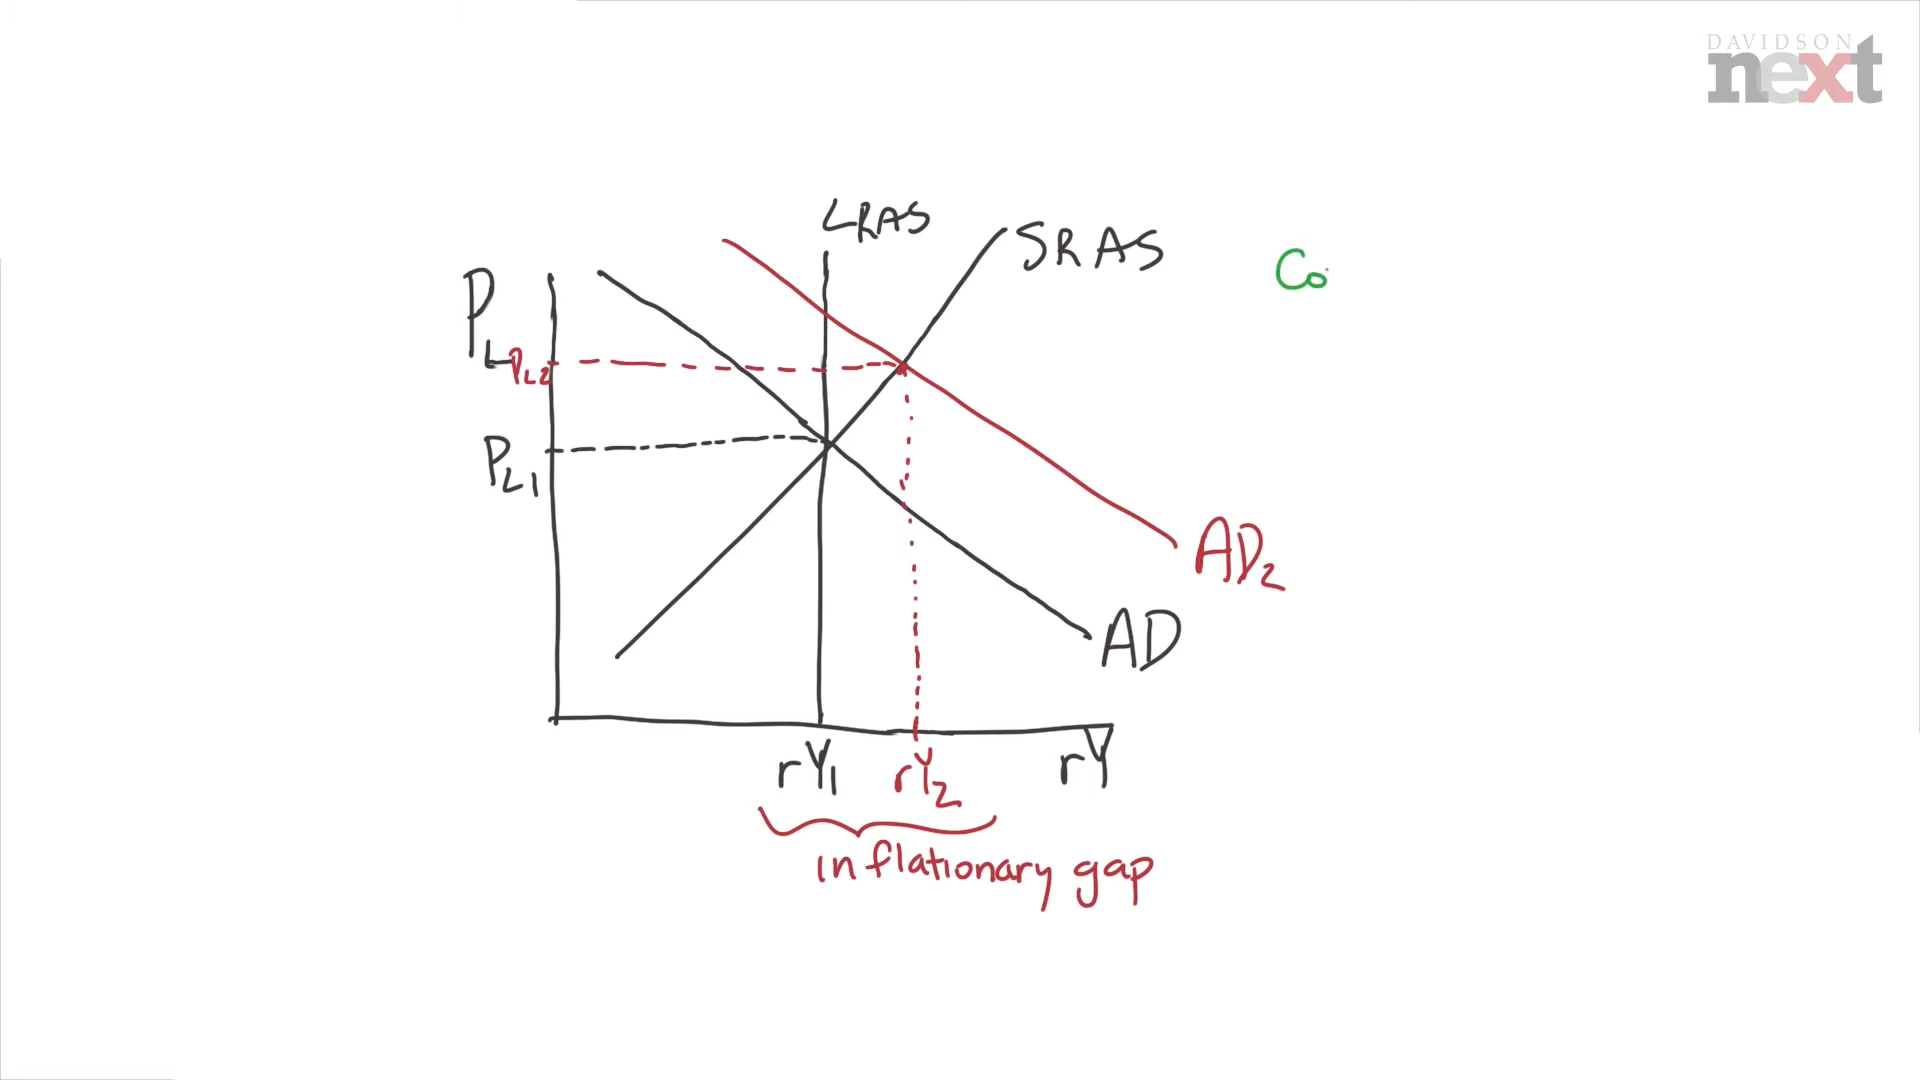 DAVIDSON
next
LRAS
SRAS
Co
PL
PL2
PL1
AD2
AD
rY1
rY2
rY
inflationary gap